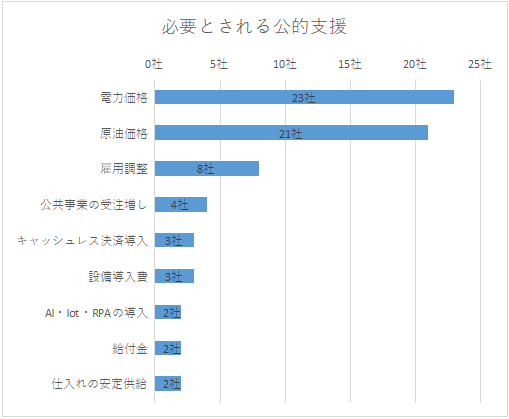 必要とされる公的支援
0社 5社 10社 15社 20社 25社
電力価格 23社
原油価格 21社
雇用調整 8社
公共事業の受注増し 4社
キャッシュレス決済導入 3社
設備導入費 3社
AI・Iot・RPAの導入 2社
給付金 2社
仕入れの安定供給 2社